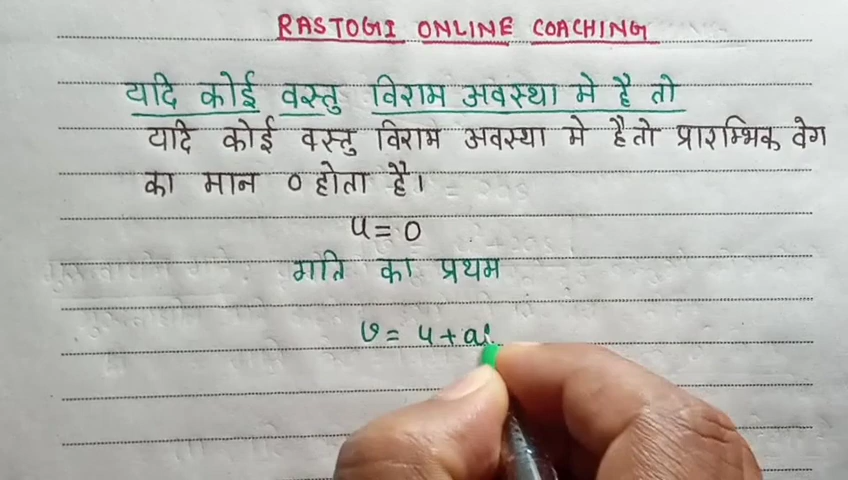 RASTOGI ONLINE COACHING
यदि कोई वस्तु विराम अवस्था मे है तो
यदि कोई वस्तु विराम अवस्था मे है तो प्रारम्भिक वेग
का मान 0 होता है।
u = 0
गति का प्रथम
v = u + at